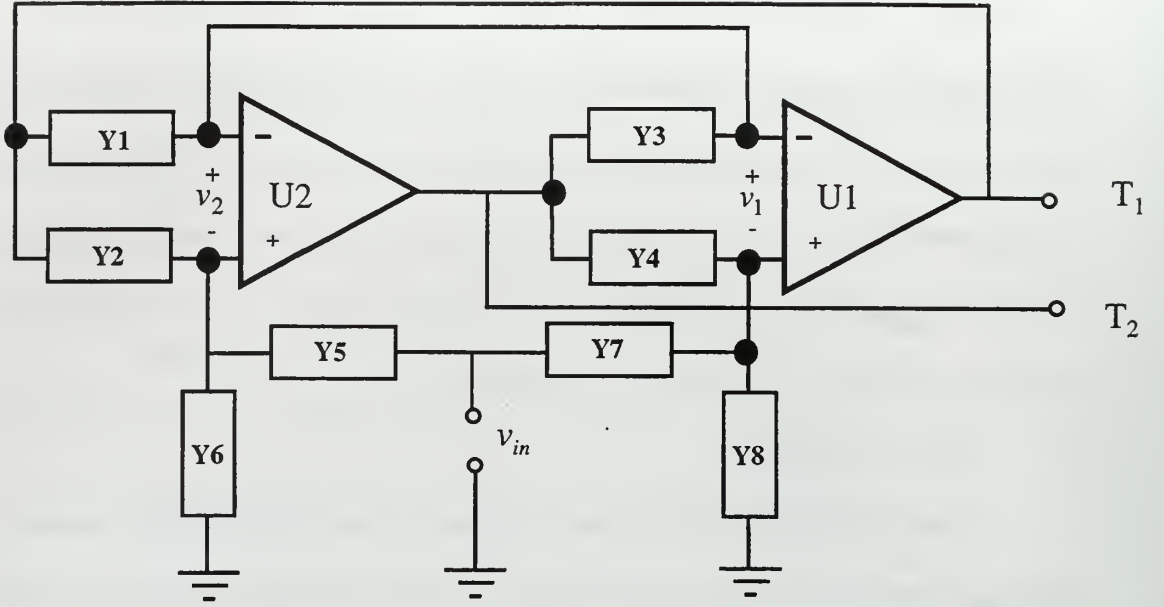 Y1
Y2
Y3
Y4
Y5
Y6
Y7
Y8
−
+
v₂
-
+
U2
−
+
v₁
-
+
U1
T₁
T₂
vᵢₙ